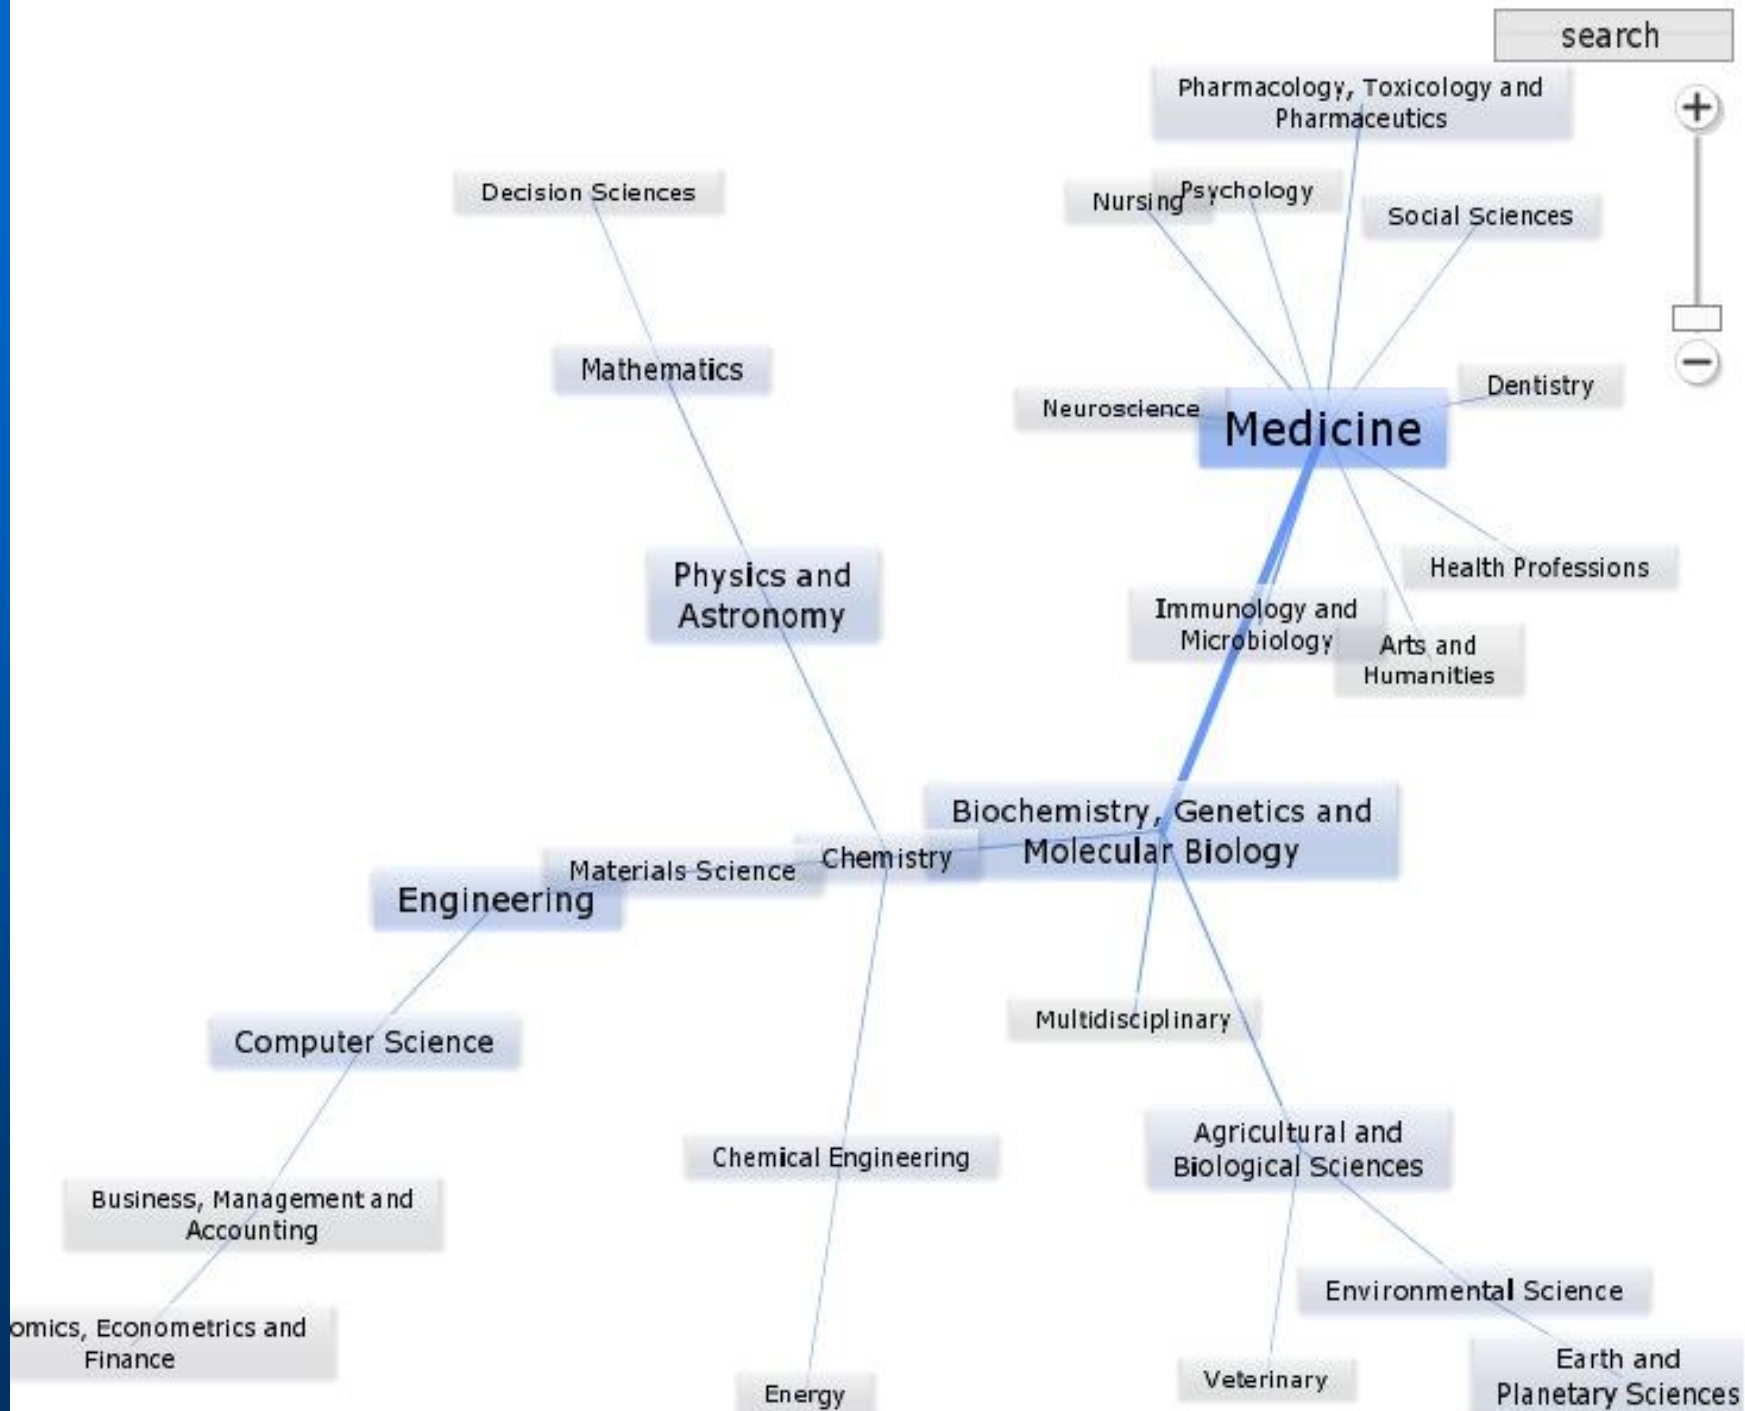 search
Pharmacology, Toxicology and
Pharmaceutics
Decision Sciences
Nursing
Psychology
Social Sciences
Mathematics
Dentistry
Neuroscience
Medicine
Physics and
Astronomy
Health Professions
Immunology and
Microbiology
Arts and
Humanities
Biochemistry, Genetics and
Molecular Biology
Chemistry
Materials Science
Engineering
Multidisciplinary
Computer Science
Agricultural and
Biological Sciences
Chemical Engineering
Business, Management and
Accounting
Environmental Science
omics, Econometrics and
Finance
Earth and
Planetary Sciences
Veterinary
Energy